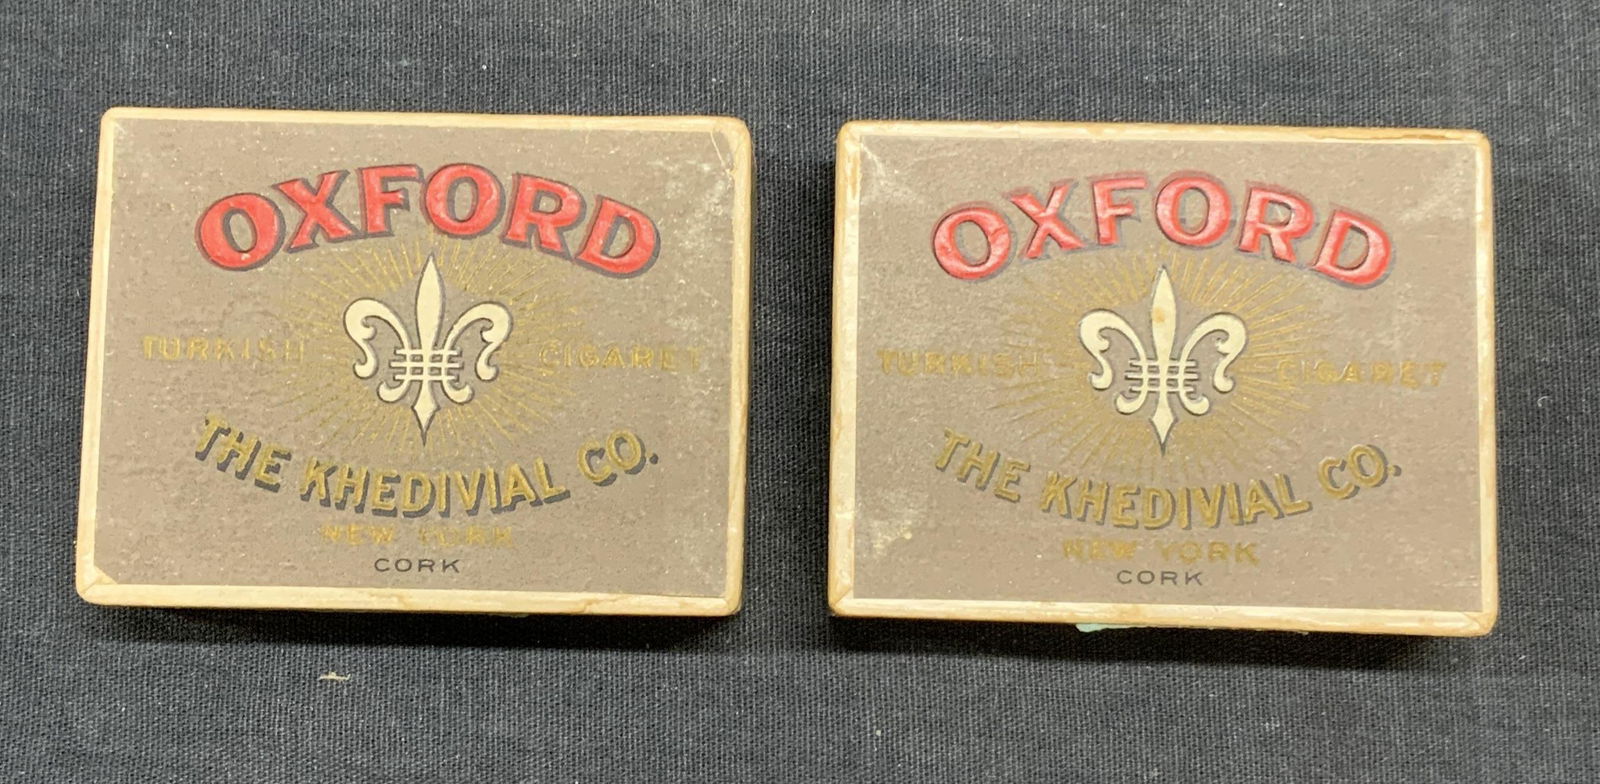 OXFORD
TURKISH CIGARET
THE KHEDIVIAL CO.
NEW YORK
CORK
OXFORD
TURKISH CIGARET
THE KHEDIVIAL CO.
NEW YORK
CORK